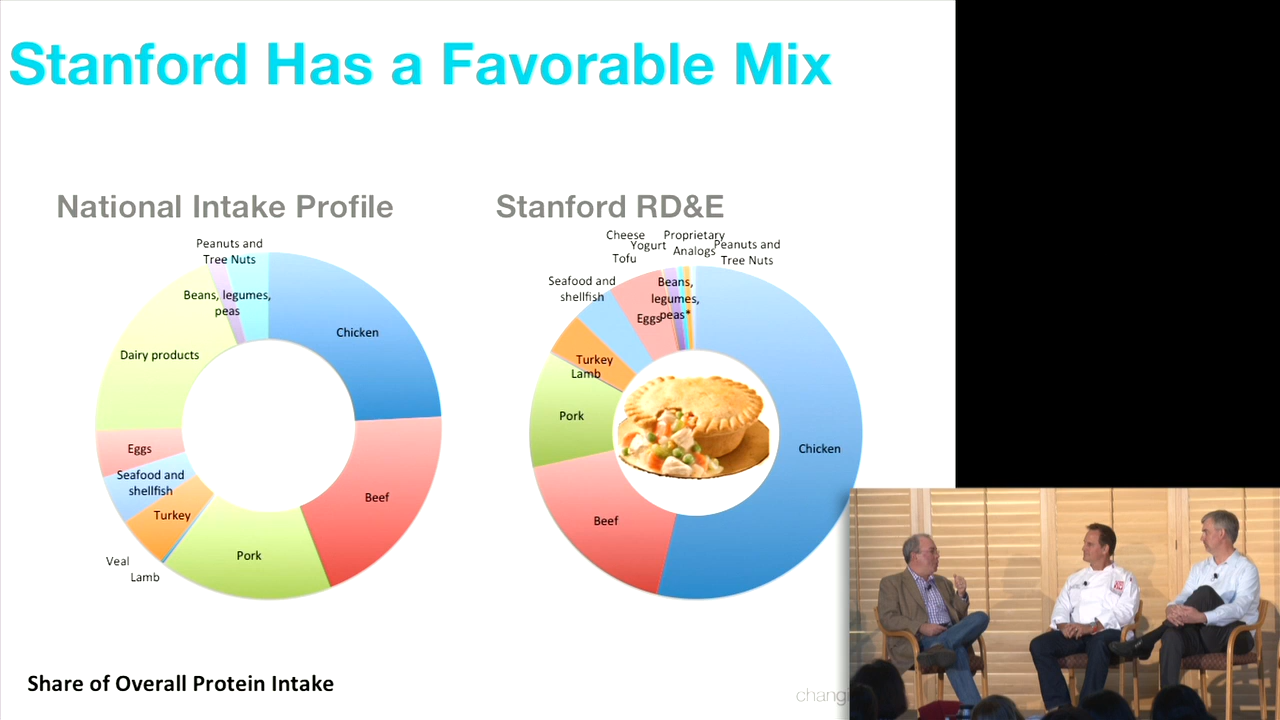 Stanford Has a Favorable Mix
National Intake Profile
Peanuts and
Tree Nuts
Beans, legumes,
peas
Chicken
Dairy products
Eggs
Seafood and
shellfish
Turkey
Beef
Pork
Veal
Lamb
Stanford RD&E
Cheese
Yogurt
Tofu
Proprietary
Analogs
Peanuts and
Tree Nuts
Seafood and
shellfish
Beans,
legumes,
peas*
Eggs
Turkey
Lamb
Pork
Chicken
Beef
Share of Overall Protein Intake